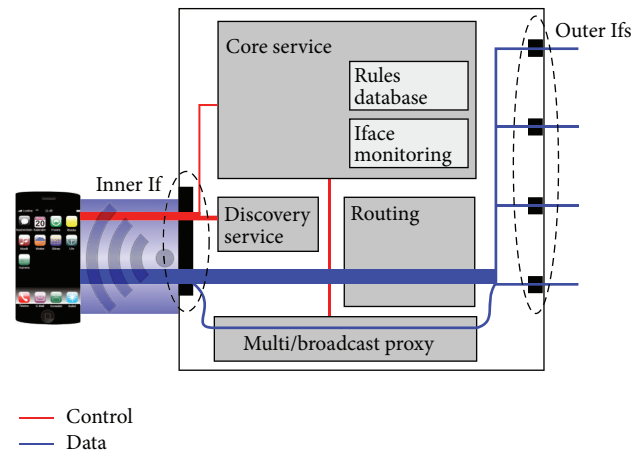 Outer Ifs
Core service
Rules
database
Iface
monitoring
Inner If
Discovery
service
Routing
Multi/broadcast proxy
Control
Data